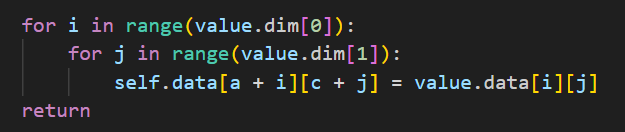 for i in range(value.dim[0]):
    for j in range(value.dim[1]):
        self.data[a + i][c + j] = value.data[i][j]
return